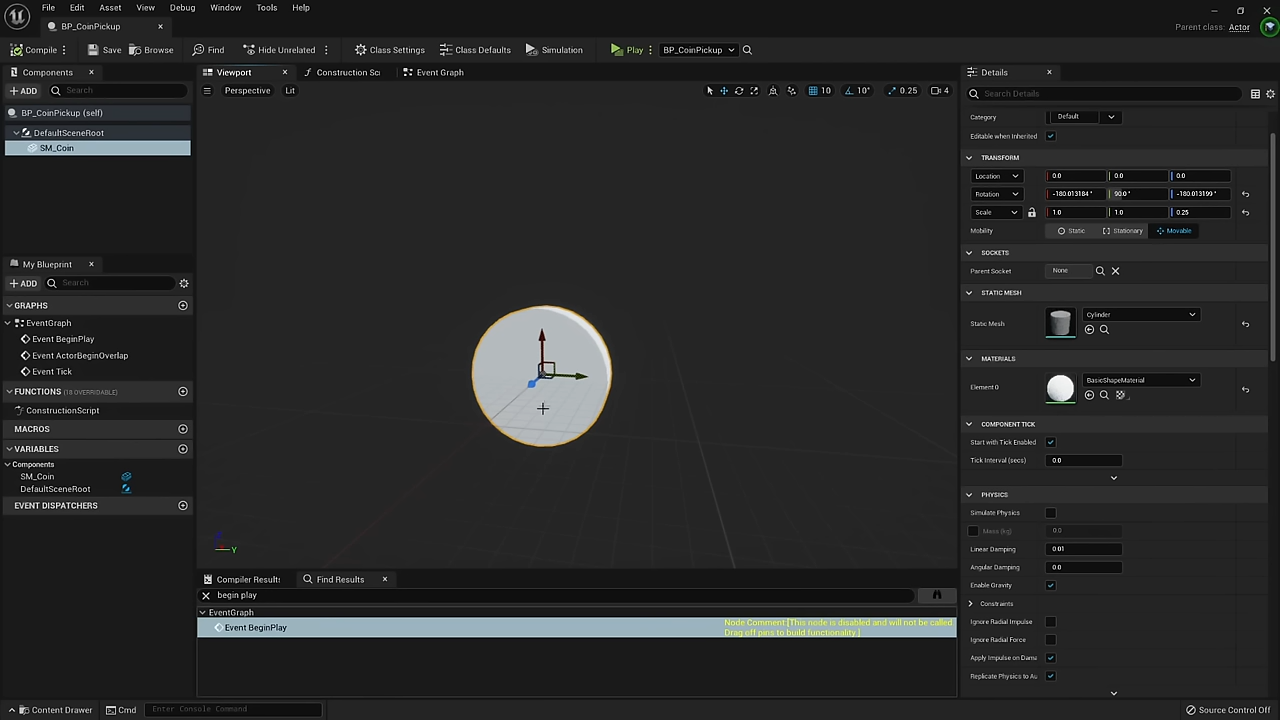 File Edit Asset View Debug Window Tools Help
BP_CoinPickup
Parent class: Actor
Compile Save Browse Find Hide Unrelated Class Settings Class Defaults Simulation Play BP_CoinPickup
Components
ADD Search
BP_CoinPickup (self)
DefaultSceneRoot
SM_Coin
My Blueprint
ADD Search
GRAPHS
EventGraph
Event BeginPlay
Event ActorBeginOverlap
Event Tick
FUNCTIONS (18 OVERRIDABLE)
ConstructionScript
MACROS
VARIABLES
Components
SM_Coin
DefaultSceneRoot
EVENT DISPATCHERS
Viewport Construction Sc Event Graph
Perspective Lit 10 10° 0.25 4
Y
Compiler Result: Find Results
begin play
EventGraph
Event BeginPlay
Node Comment [This node is disabled and will not be called
Drag off pins to build functionality.]
Details
Search Details
Category Default
Editable when Inherited
TRANSFORM
Location 0.0 0.0 0.0
Rotation -180.013184 ° 90.0 ° -180.013199 °
Scale 1.0 1.0 0.25
Mobility Static Stationary Movable
SOCKETS
Parent Socket None
STATIC MESH
Static Mesh Cylinder
MATERIALS
Element 0 BasicShapeMaterial
COMPONENT TICK
Start with Tick Enabled
Tick Interval (secs) 0.0
PHYSICS
Simulate Physics
Mass (kg) 0.0
Linear Damping 0.01
Angular Damping 0.0
Enable Gravity
Constraints
Ignore Radial Impulse
Ignore Radial Force
Apply Impulse on Dama
Replicate Physics to Au
Content Drawer Cmd Enter Console Command
Source Control Off